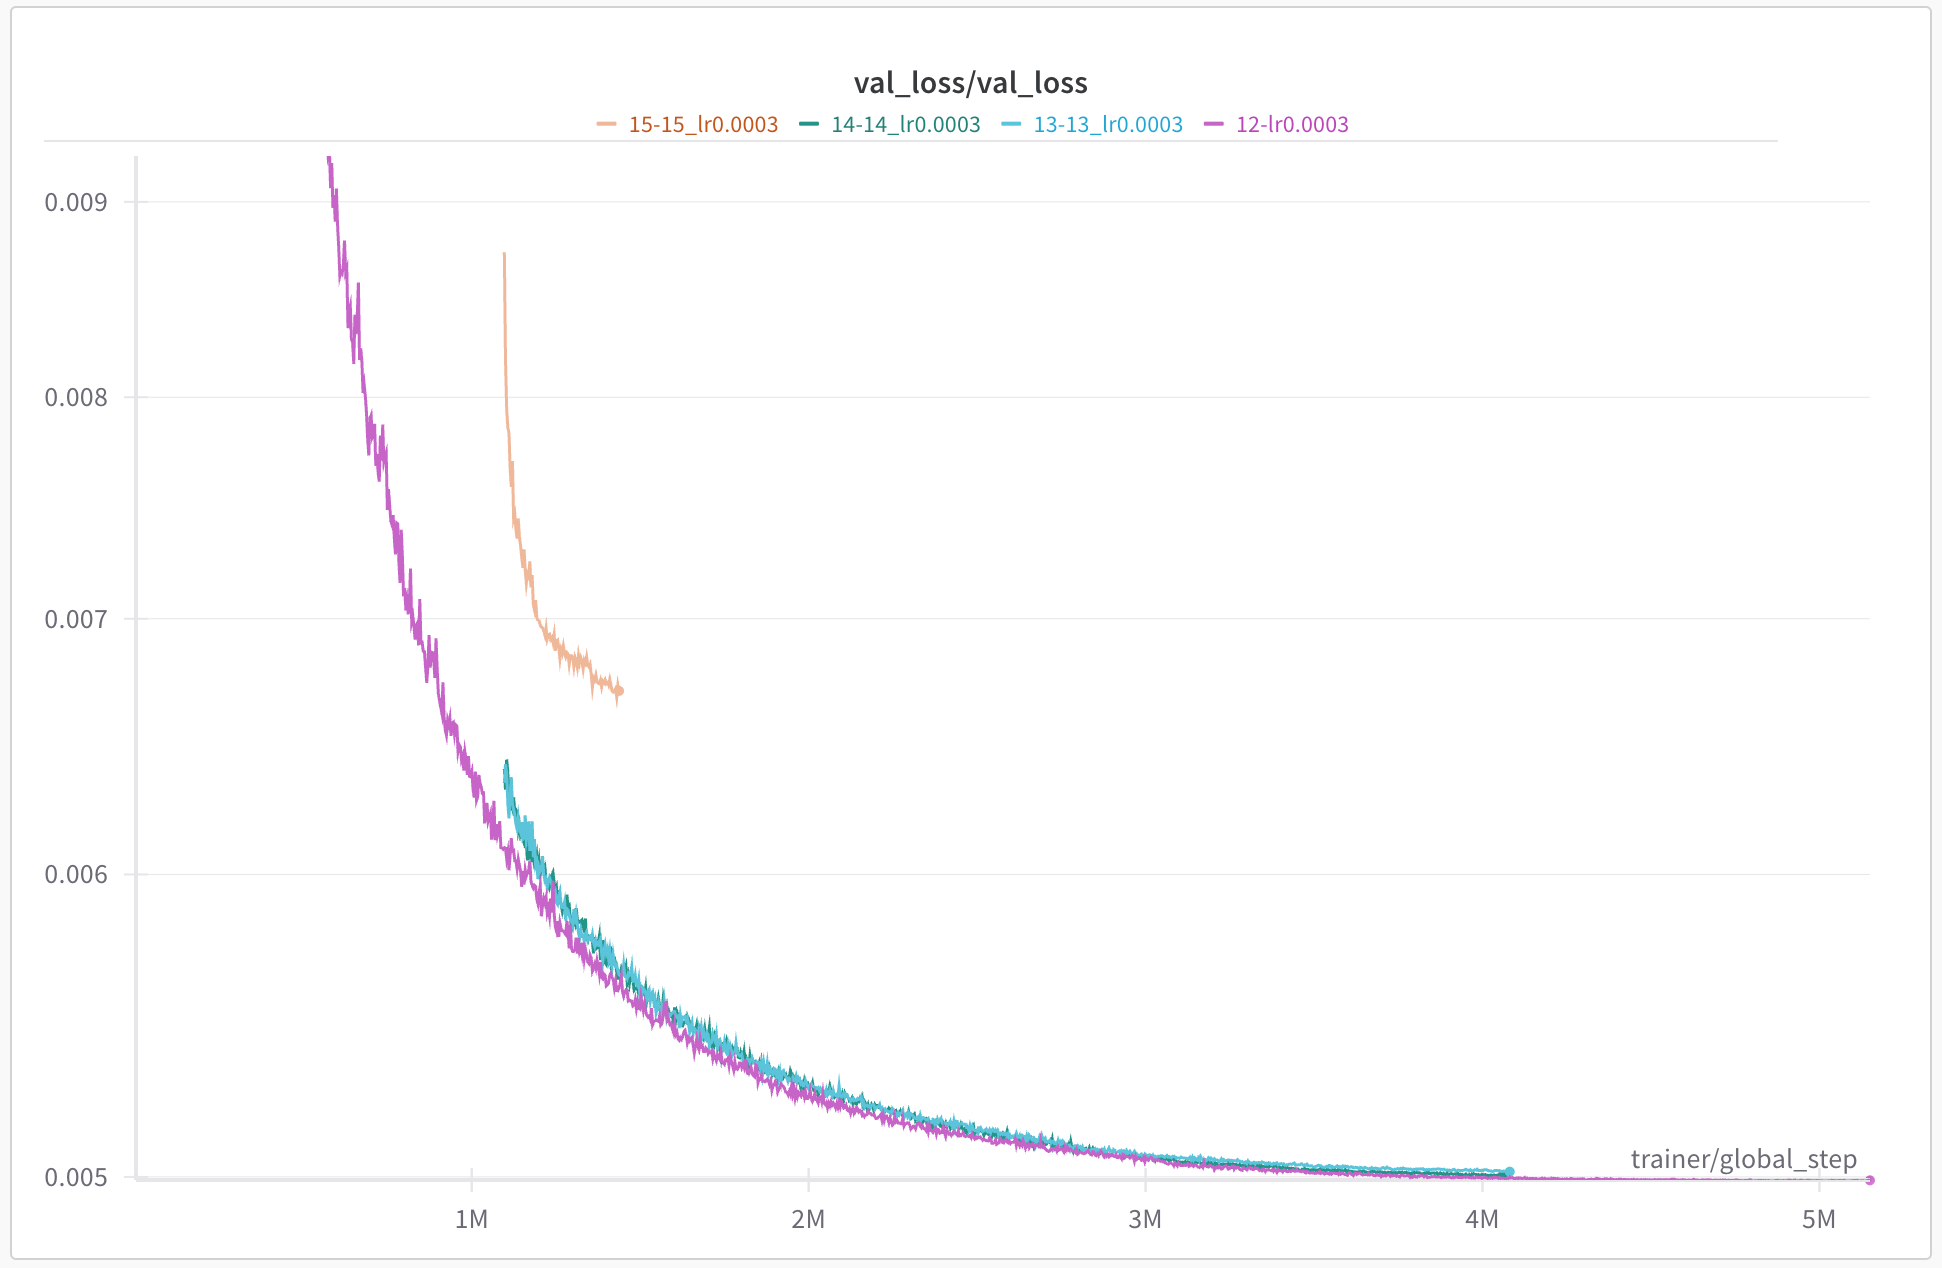 val_loss/val_loss
15-15_lr0.0003 14-14_lr0.0003 13-13_lr0.0003 12-lr0.0003
0.009
0.008
0.007
0.006
0.005
trainer/global_step
1M 2M 3M 4M 5M